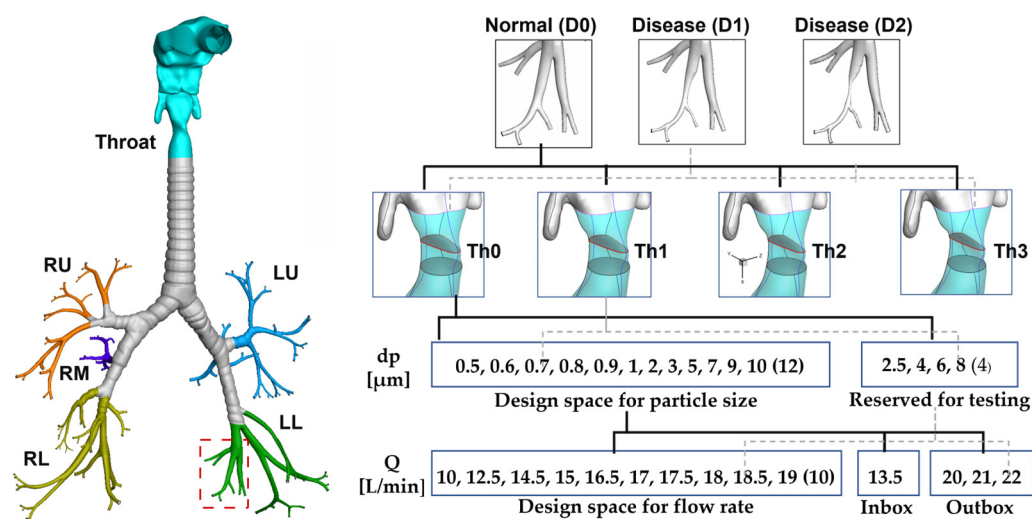 Normal (D0) Disease (D1) Disease (D2)
Throat
Th0 Th1 Th2 Th3
Y Z
X
RU
LU
RM
RL
LL
dp
[μm]
0.5, 0.6, 0.7, 0.8, 0.9, 1, 2, 3, 5, 7, 9, 10 (12)
2.5, 4, 6, 8 (4)
Design space for particle size
Reserved for testing
Q
[L/min]
10, 12.5, 14.5, 15, 16.5, 17, 17.5, 18, 18.5, 19 (10)
13.5
20, 21, 22
Design space for flow rate
Inbox
Outbox